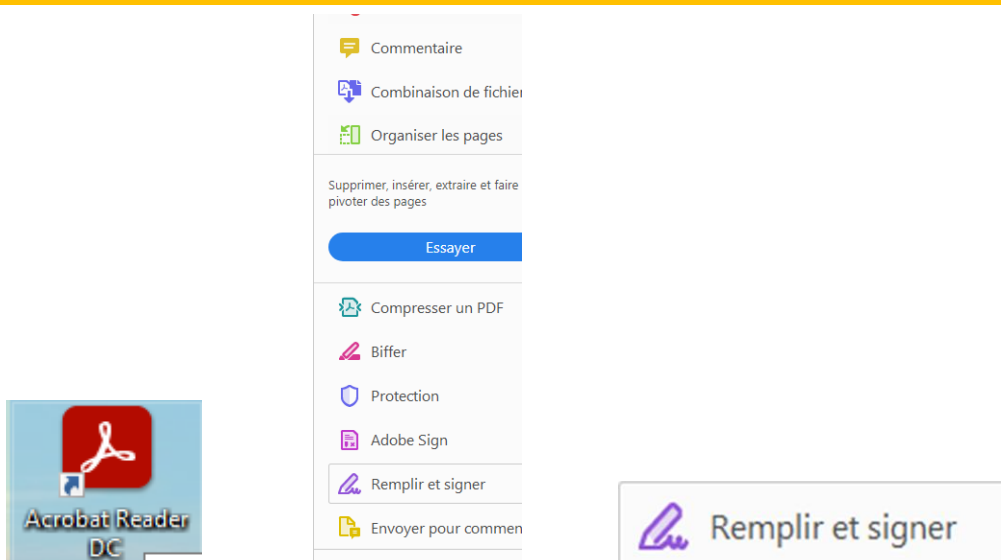 Commentaire
Combinaison de fichier
Organiser les pages
Supprimer, insérer, extraire et faire
pivoter des pages
Essayer
Compresser un PDF
Biffer
Protection
Adobe Sign
Remplir et signer
Envoyer pour commen
Acrobat Reader
DC
Remplir et signer